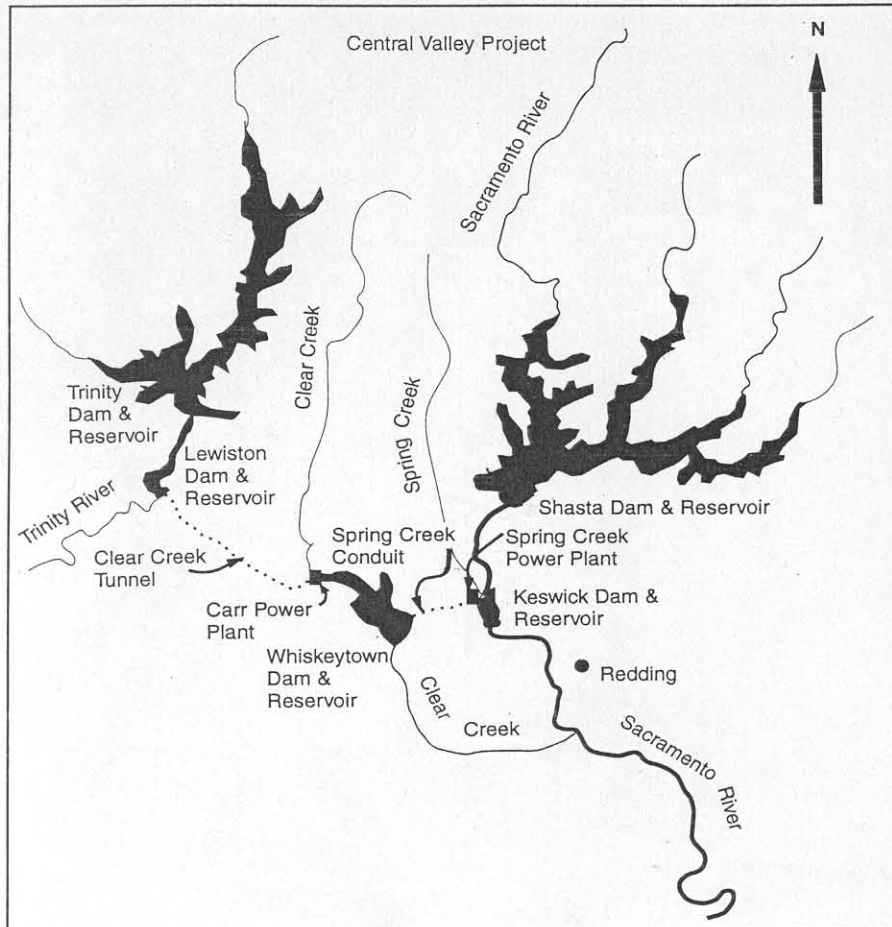 Central Valley Project
N
Sacramento River
Clear Creek
Spring Creek
Trinity
Dam &
Reservoir
Lewiston
Dam &
Reservoir
Trinity River
Clear Creek
Tunnel
Spring Creek
Conduit
Shasta Dam & Reservoir
Spring Creek
Power Plant
Carr Power
Plant
Keswick Dam &
Reservoir
Whiskeytown
Dam &
Reservoir
Redding
Clear
Creek
Sacramento River